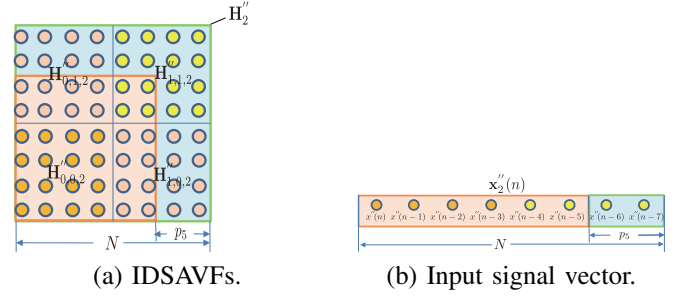 H''_2
H''_{0,1,2} H''_{1,1,2}
H''_{0,0,2} H''_{1,0,2}
N p_5
(a) IDSAVFs.
x''_2(n)
x''(n) x''(n−1) x''(n−2) x''(n−3) x''(n−4) x''(n−5) x''(n−6) x''(n−7)
N p_5
(b) Input signal vector.